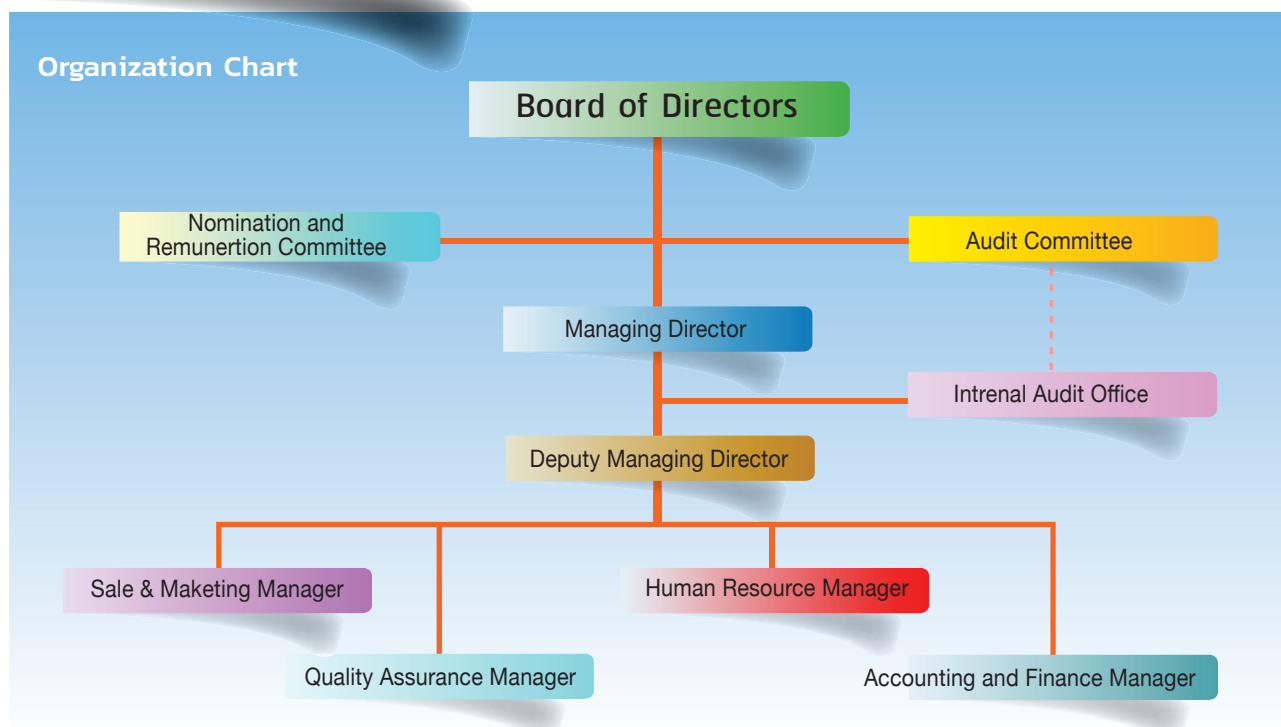 Organization Chart
Board of Directors
Nomination and
Remunertion Committee
Audit Committee
Managing Director
Intrenal Audit Office
Deputy Managing Director
Sale & Maketing Manager
Human Resource Manager
Quality Assurance Manager
Accounting and Finance Manager